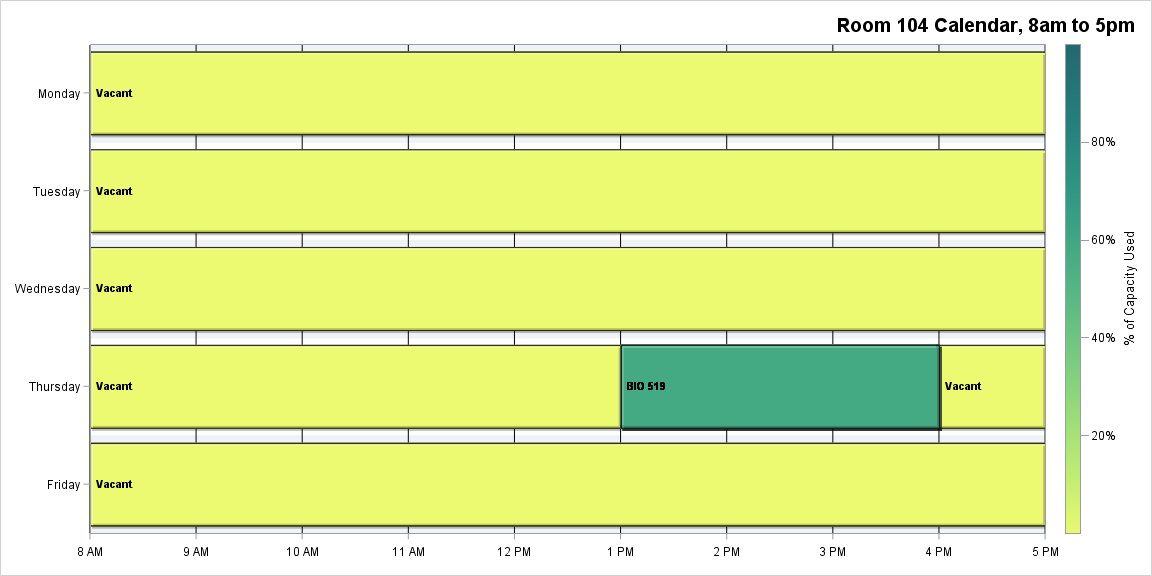 Room 104 Calendar, 8am to 5pm
Monday
Vacant
80%
Tuesday
Vacant
60%
% of Capacity Used
Wednesday
Vacant
40%
Thursday
Vacant
BIO 519
Vacant
20%
Friday
Vacant
8 AM 9 AM 10 AM 11 AM 12 PM 1 PM 2 PM 3 PM 4 PM 5 PM